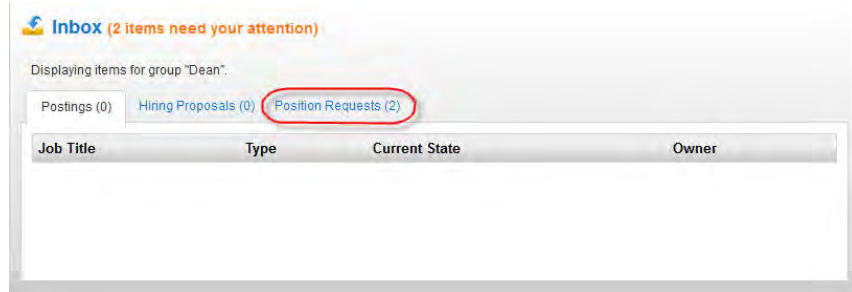 Inbox (2 items need your attention)
Displaying items for group "Dean".
Postings (0) Hiring Proposals (0) Position Requests (2)
Job Title Type Current State Owner